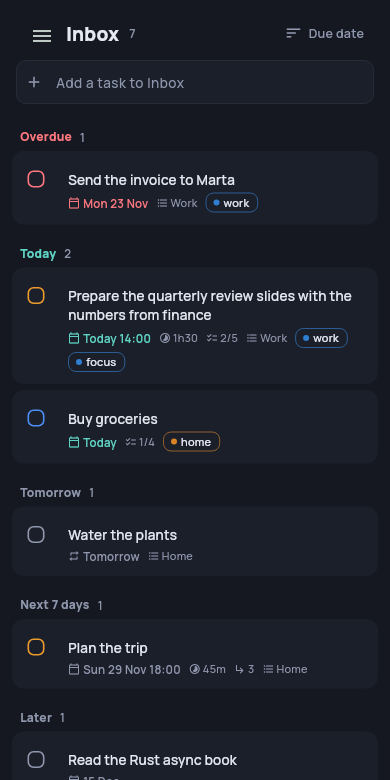 Inbox 7 Due date
Add a task to Inbox
Overdue 1
Send the invoice to Marta
Mon 23 Nov Work work
Today 2
Prepare the quarterly review slides with the
numbers from finance
Today 14:00 1h30 2/5 Work work
focus
Buy groceries
Today 1/4 home
Tomorrow 1
Water the plants
Tomorrow Home
Next 7 days 1
Plan the trip
Sun 29 Nov 18:00 45m 3 Home
Later 1
Read the Rust async book
15 Dec